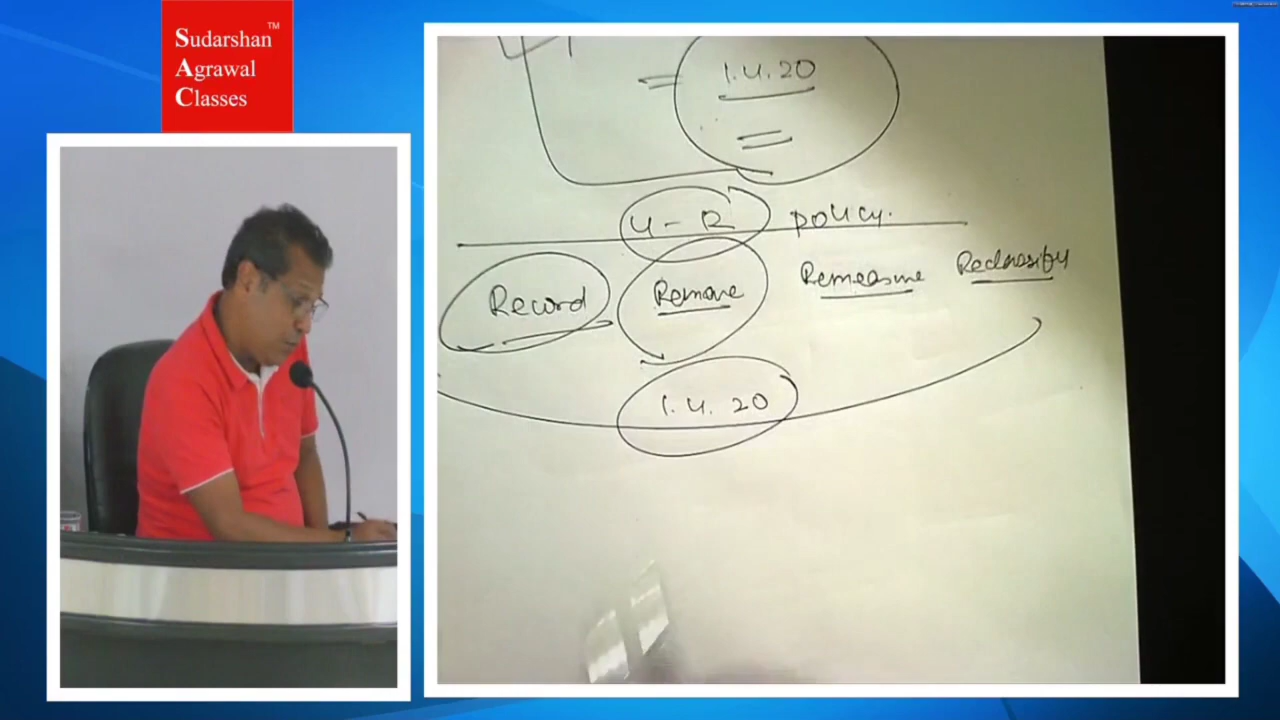 Sudarshan™
Agrawal
Classes
1.4.20
4-R policy.
Record Remove Remeasure Reclassify
1.4.20